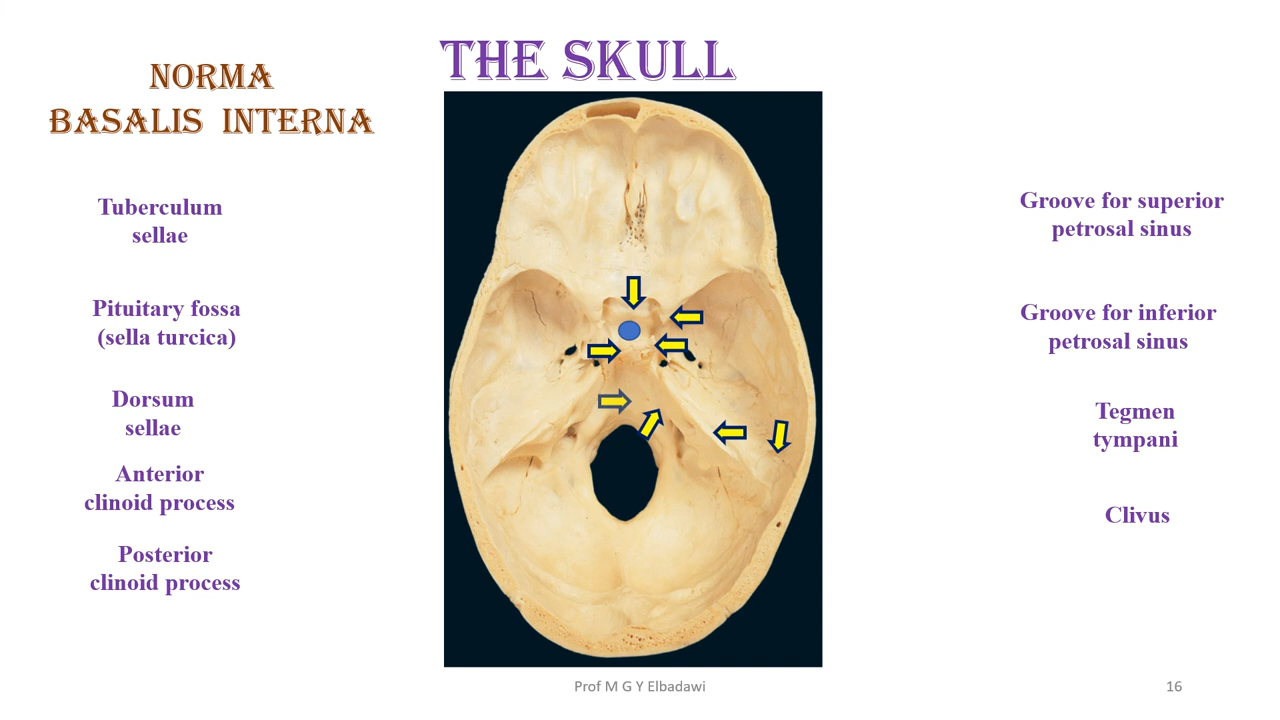 THE SKULL
NORMA
BASALIS INTERNA
Tuberculum
sellae
Pituitary fossa
(sella turcica)
Dorsum
sellae
Anterior
clinoid process
Posterior
clinoid process
Groove for superior
petrosal sinus
Groove for inferior
petrosal sinus
Tegmen
tympani
Clivus
Prof M G Y Elbadawi
16